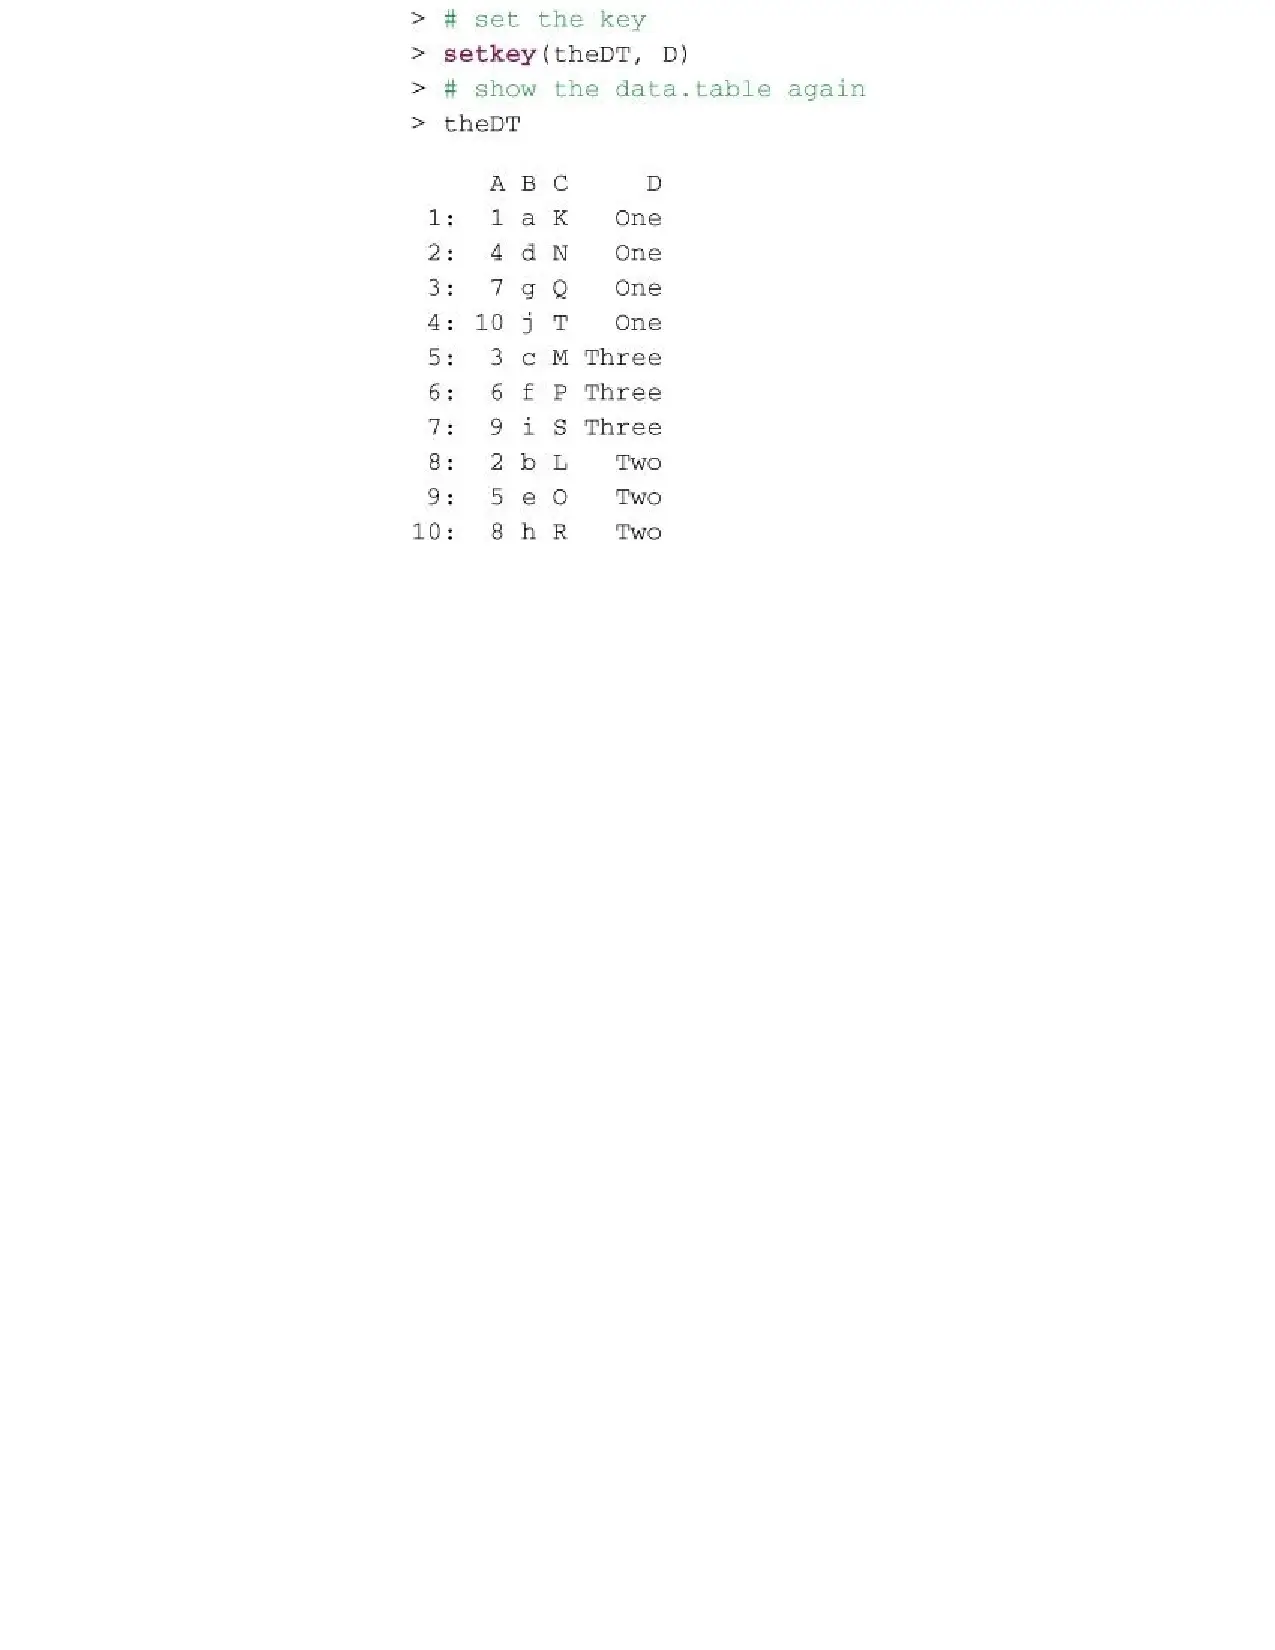 > # set the key
> setkey(theDT, D)
> # show the data.table again
> theDT
A B C D
1: 1 a K One
2: 4 d N One
3: 7 g Q One
4: 10 j T One
5: 3 c M Three
6: 6 f P Three
7: 9 i S Three
8: 2 b L Two
9: 5 e O Two
10: 8 h R Two